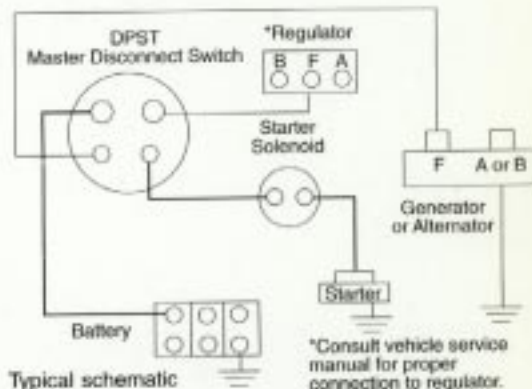 DPST
Master Disconnect Switch
*Regulator
B F A
Starter
Solenoid
F A or B
Generator
or Alternator
Starter
Battery
*Consult vehicle service
manual for proper
connection to regulator.
Typical schematic